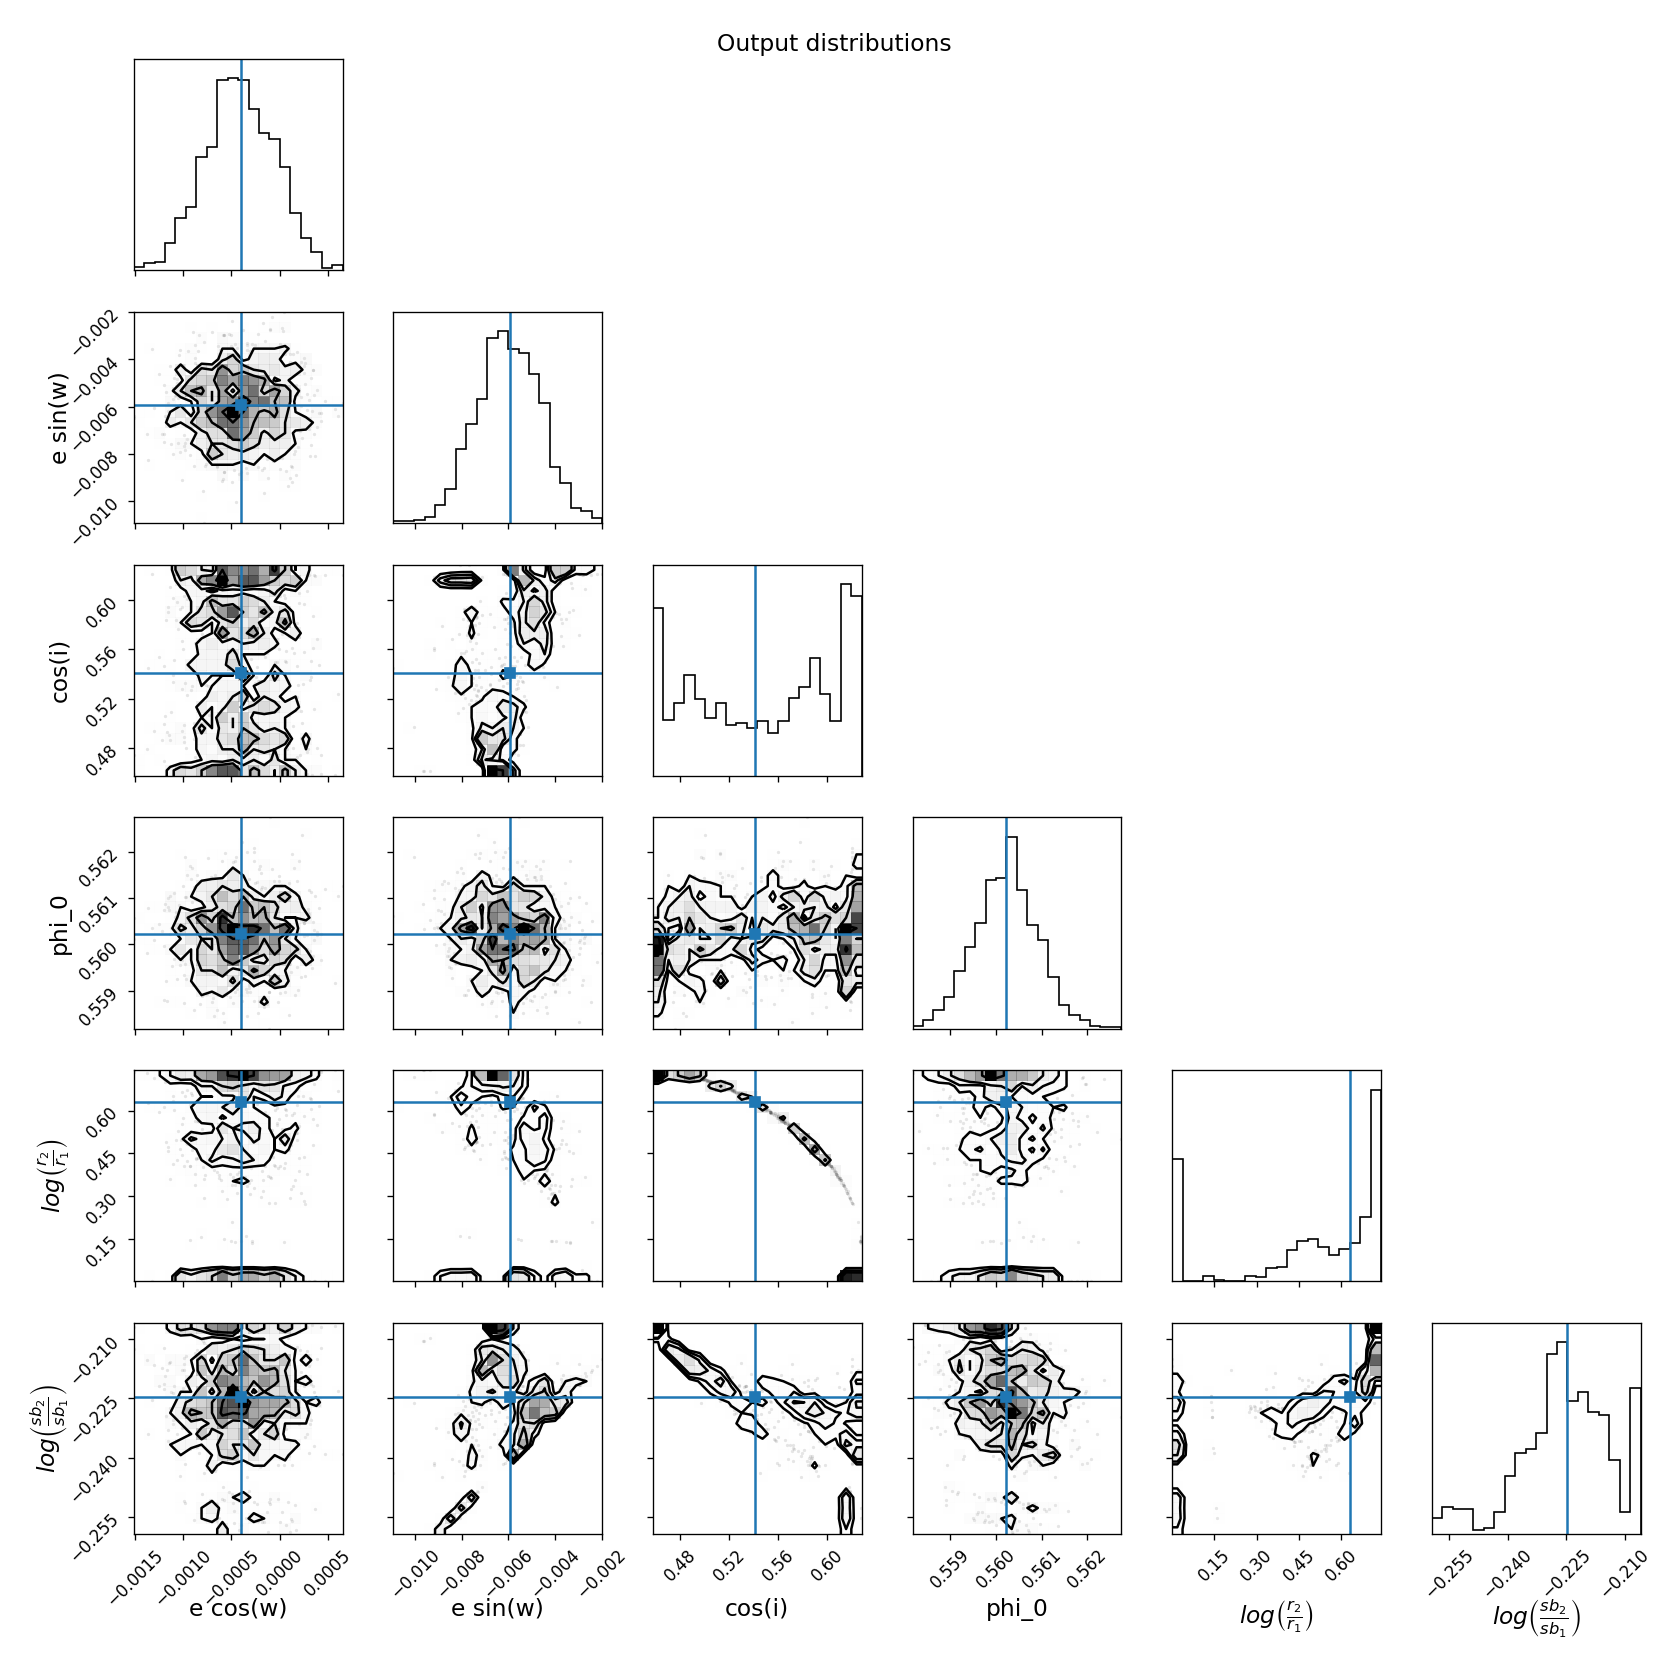 Output distributions
−0.002
−0.004
−0.006
−0.008
−0.010
e sin(w)
0.60
0.56
0.52
0.48
cos(i)
0.562
0.561
0.560
0.559
phi_0
0.60
0.45
0.30
0.15
log(r₂/r₁)
−0.210
−0.225
−0.240
−0.255
log(sb₂/sb₁)
−0.0015 −0.0010 −0.0005 0.0000 0.0005
e cos(w)
−0.010 −0.008 −0.006 −0.004 −0.002
e sin(w)
0.48 0.52 0.56 0.60
cos(i)
0.559 0.560 0.561 0.562
phi_0
0.15 0.30 0.45 0.60
log(r₂/r₁)
−0.255 −0.240 −0.225 −0.210
log(sb₂/sb₁)